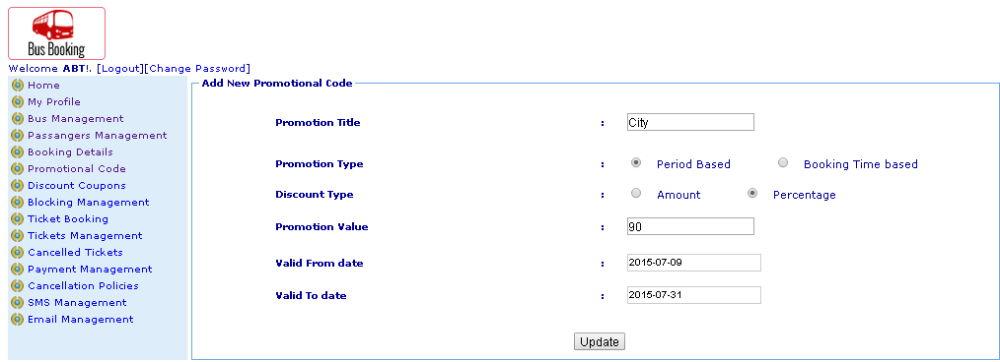 Bus Booking
Welcome ABT!. [Logout][Change Password]
Home
My Profile
Bus Management
Passangers Management
Booking Details
Promotional Code
Discount Coupons
Blocking Management
Ticket Booking
Tickets Management
Cancelled Tickets
Payment Management
Cancellation Policies
SMS Management
Email Management
Add New Promotional Code
Promotion Title : City
Promotion Type : Period Based Booking Time based
Discount Type : Amount Percentage
Promotion Value : 90
Valid From date : 2015-07-09
Valid To date : 2015-07-31
Update